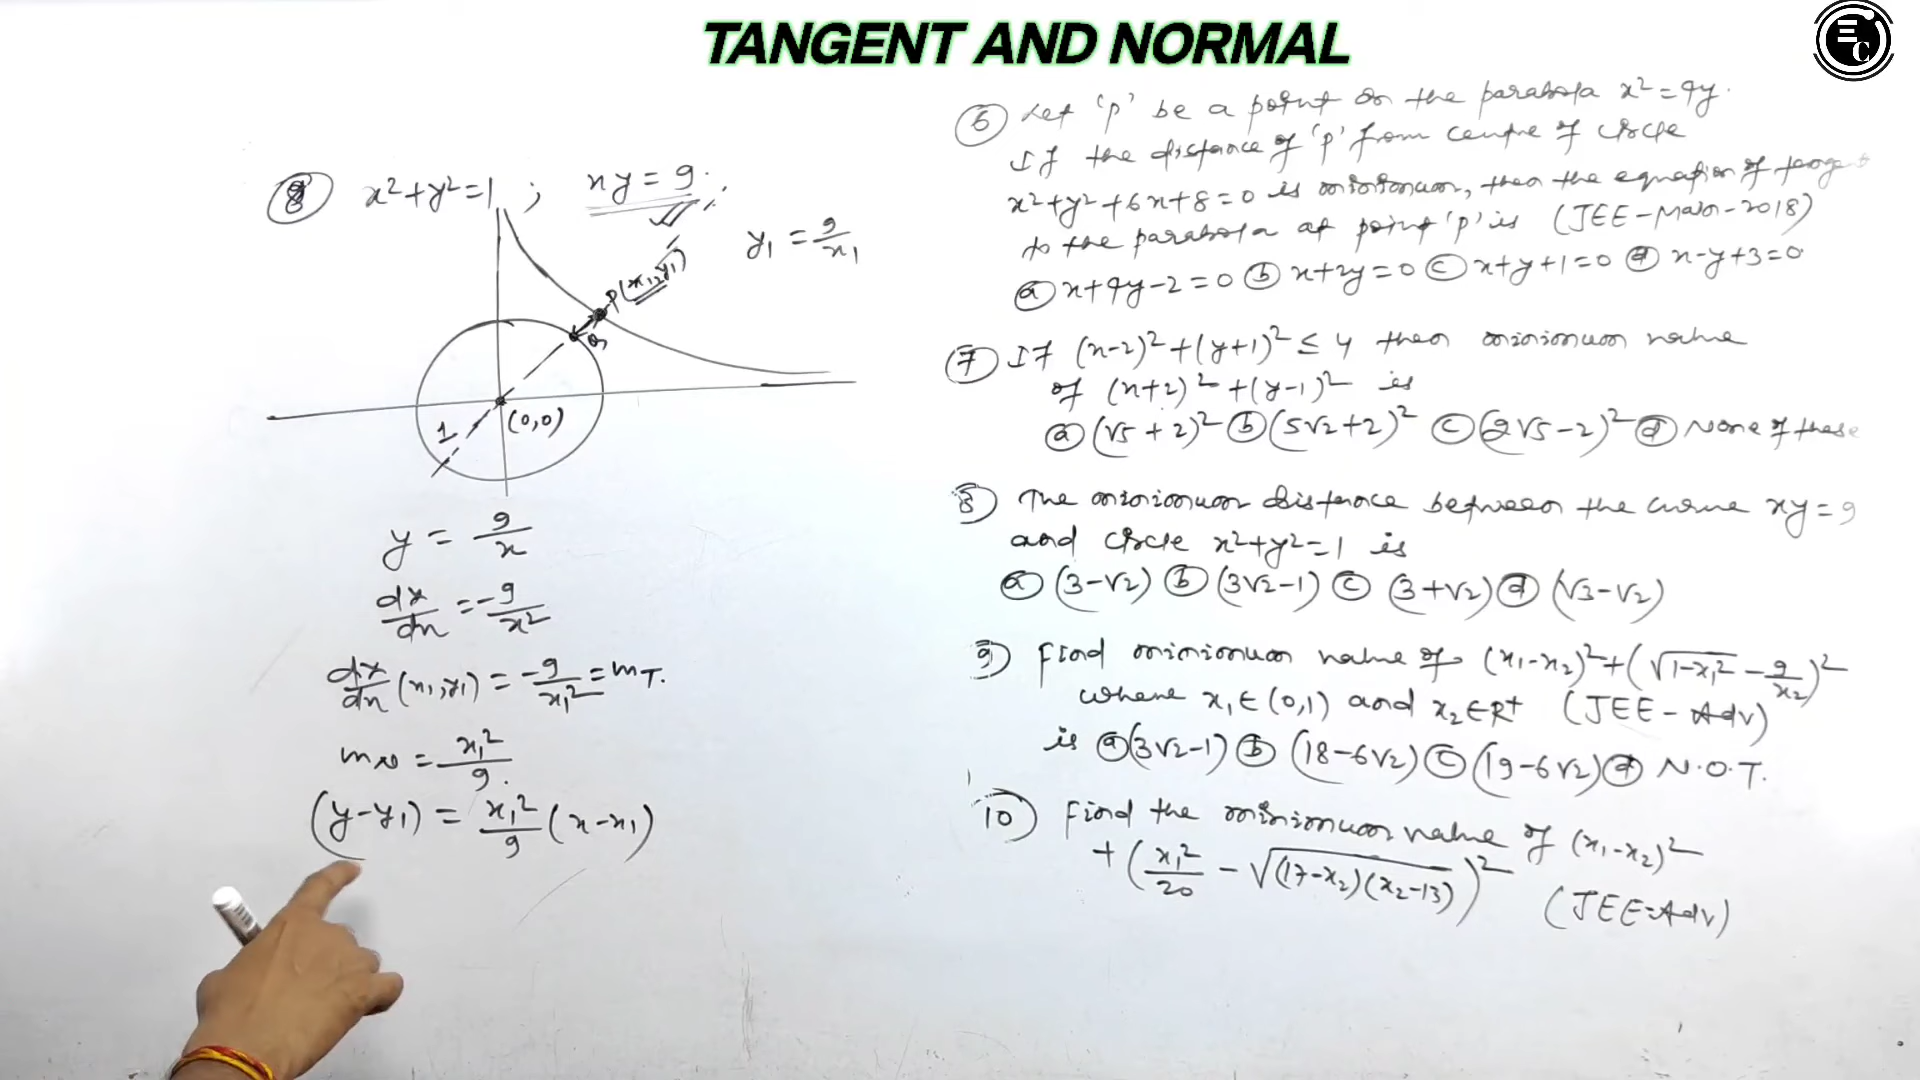 TANGENT AND NORMAL
EC
⑧ x²+y²=1 ; xy = 9.
y₁ = 9/x₁
P(x₁,y₁)
Q
1 (0,0)
y = 9/x
dy/dx = -9/x²
dy/dx (x₁,y₁) = -9/x₁² = mT.
mN = x₁²/9.
(y-y₁) = x₁²/9 (x-x₁)
⑥ Let 'p' be a point on the parabola x²=4y.
If the distance of 'p' from centre of circle
x²+y²+6x+8=0 is minimum, then the equation of tangent
to the parabola at point 'p' is (JEE-Main-2018)
ⓐ x+4y-2=0 ⓑ x+2y=0 ⓒ x+y+1=0 ⓓ x-y+3=0
⑦ If (x-2)²+(y+1)² ≤ 4 then minimum value
of (x+2)²+(y-1)² is
ⓐ (√5+2)² ⓑ (5√2+2)² ⓒ (2√5-2)² ⓓ None of these
⑧ The minimum distance between the curve xy=9
and circle x²+y²=1 is
ⓐ (3-√2) ⓑ (3√2-1) ⓒ (3+√2) ⓓ (√3-√2)
⑨ Find minimum value of (x₁-x₂)²+(√1-x₁² - 9/x₂)²
where x₁∈(0,1) and x₂∈R⁺ (JEE-Adv)
is ⓐ (3√2-1) ⓑ (18-6√2) ⓒ (19-6√2) ⓓ N.O.T.
⑩ Find the minimum value of (x₁-x₂)²
+ (x₁²/20 - √(17-x₂)(x₂-13))² (JEE-Adv)